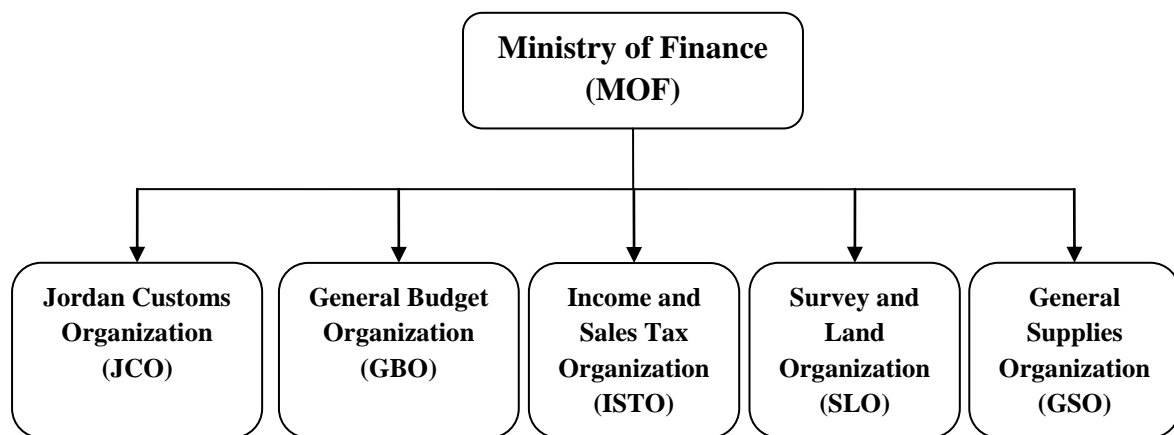 Ministry of Finance
(MOF)
Jordan Customs
Organization
(JCO)
General Budget
Organization
(GBO)
Income and
Sales Tax
Organization
(ISTO)
Survey and
Land
Organization
(SLO)
General
Supplies
Organization
(GSO)